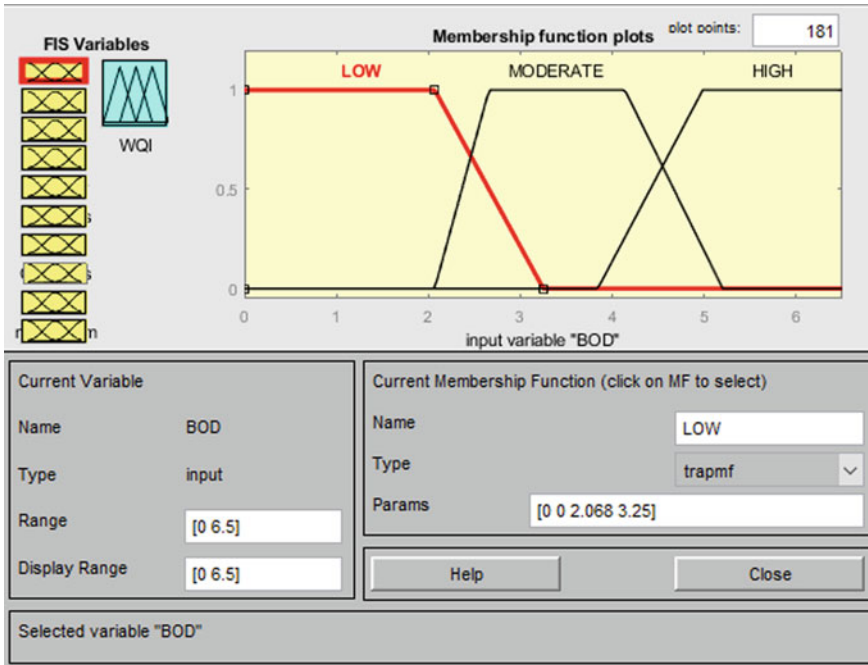 FIS Variables
WQI
Membership function plots
plot points:
181
LOW
MODERATE
HIGH
1
0.5
0
0 1 2 3 4 5 6
input variable "BOD"
Current Variable
Name BOD
Type input
Range [0 6.5]
Display Range [0 6.5]
Current Membership Function (click on MF to select)
Name LOW
Type trapmf
Params [0 0 2.068 3.25]
Help
Close
Selected variable "BOD"